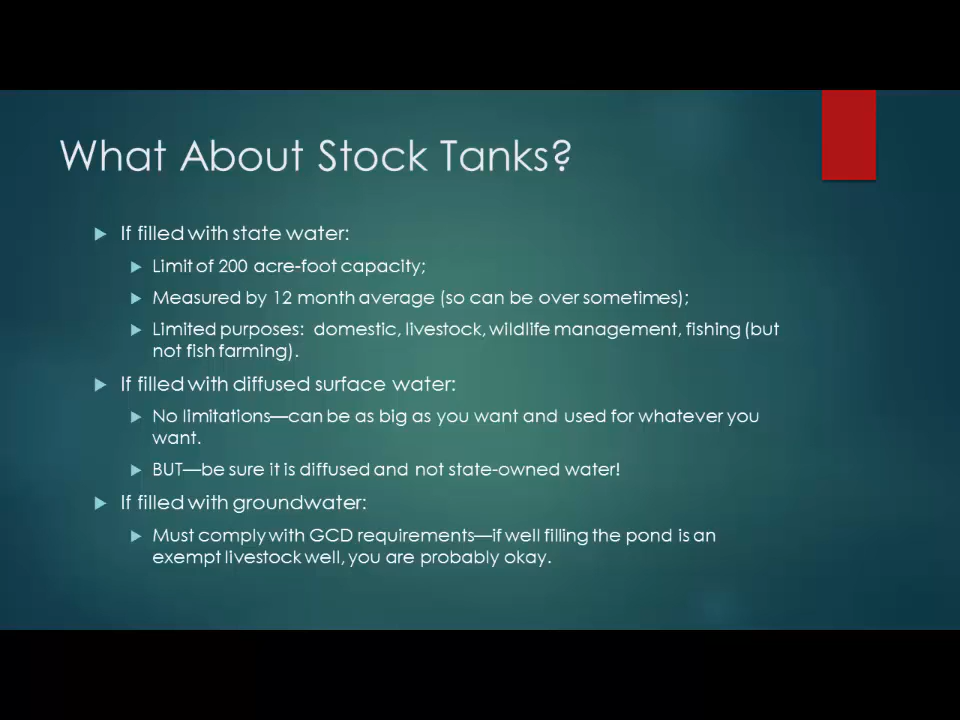 What About Stock Tanks?
If filled with state water:
Limit of 200 acre-foot capacity;
Measured by 12 month average (so can be over sometimes);
Limited purposes:  domestic, livestock, wildlife management, fishing (but
not fish farming).
If filled with diffused surface water:
No limitations—can be as big as you want and used for whatever you
want.
BUT—be sure it is diffused and not state-owned water!
If filled with groundwater:
Must comply with GCD requirements—if well filling the pond is an
exempt livestock well, you are probably okay.